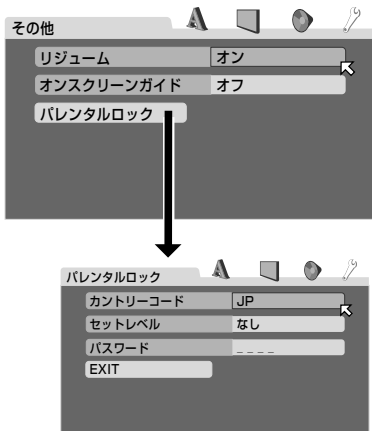 その他
リジューム オン
オンスクリーンガイド オフ
パレンタルロック
パレンタルロック
カントリーコード JP
セットレベル なし
パスワード _ _ _ _
EXIT